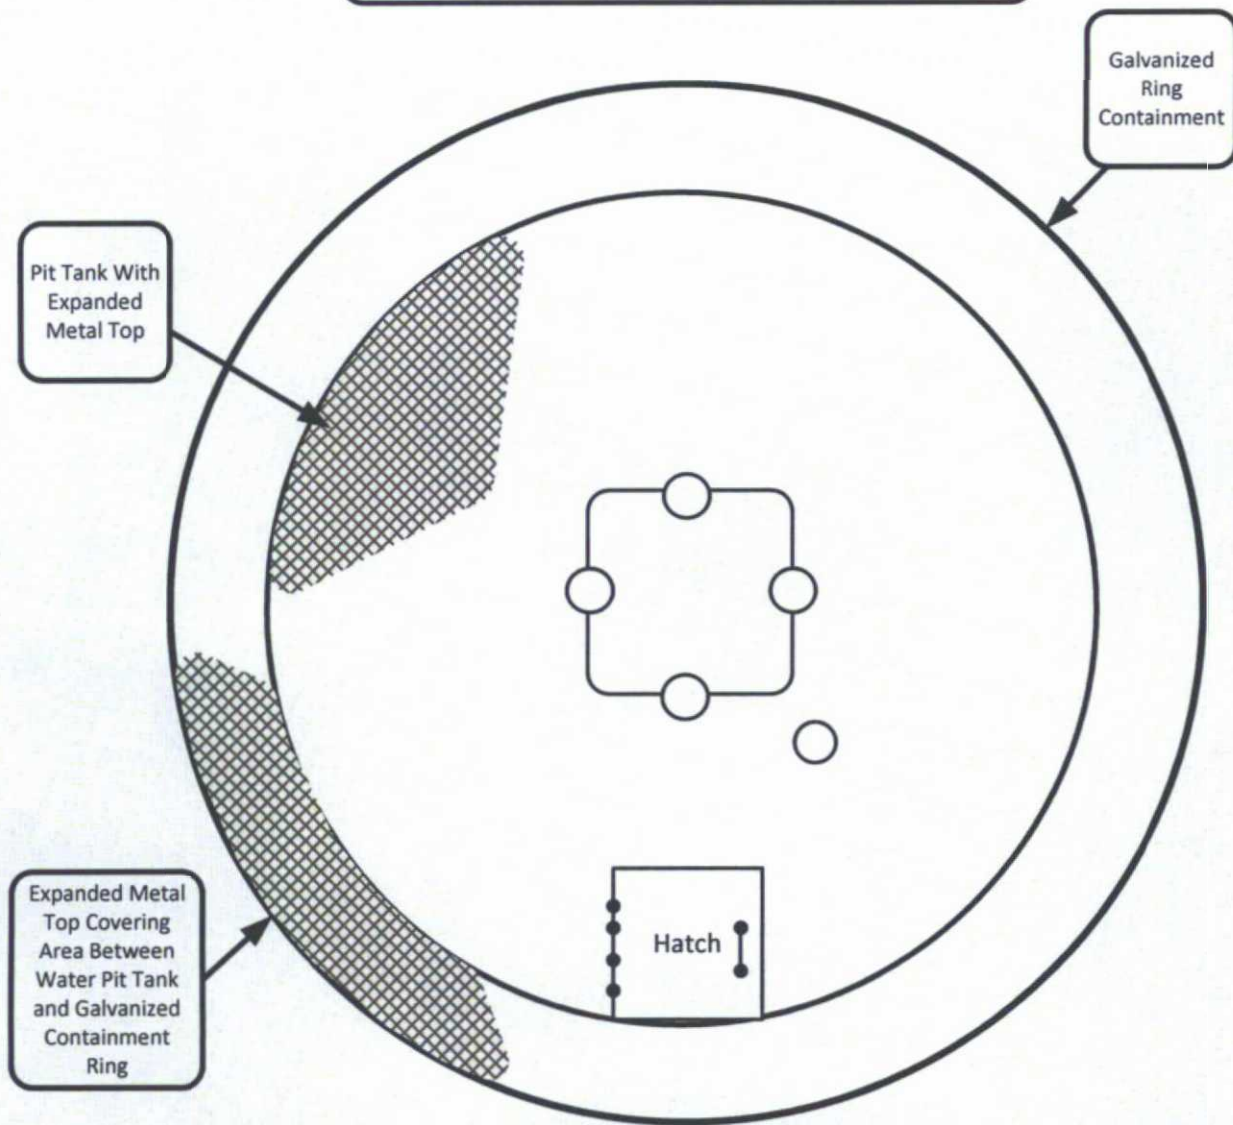 Galvanized
Ring
Containment
Pit Tank With
Expanded
Metal Top
Expanded Metal
Top Covering
Area Between
Water Pit Tank
and Galvanized
Containment
Ring
Hatch